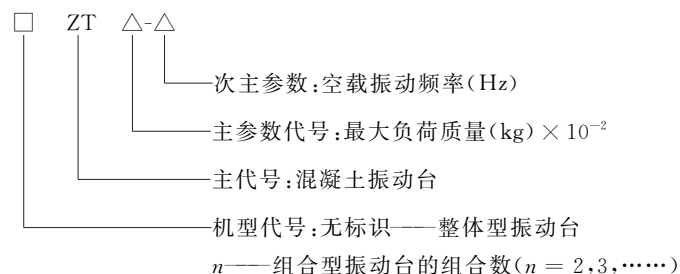 □ ZT △-△
次主参数:空载振动频率(Hz)
主参数代号:最大负荷质量(kg)×10⁻²
主代号:混凝土振动台
机型代号:无标识——整体型振动台
n——组合型振动台的组合数(n = 2,3,……)